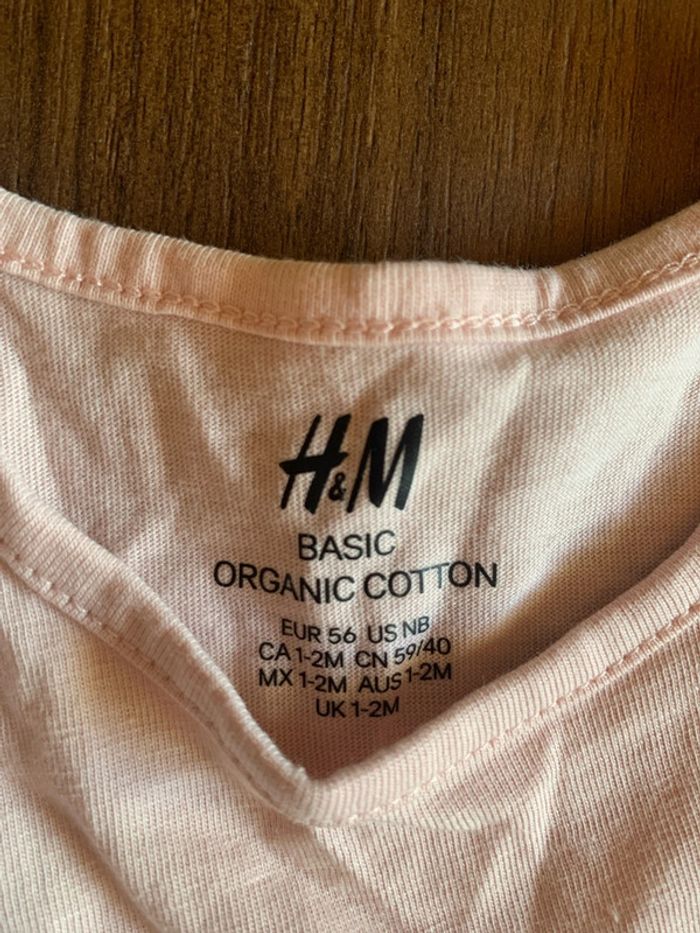 H&M
BASIC
ORGANIC COTTON
EUR 56 US NB
CA 1-2M CN 59/40
MX 1-2M AUS 1-2M
UK 1-2M